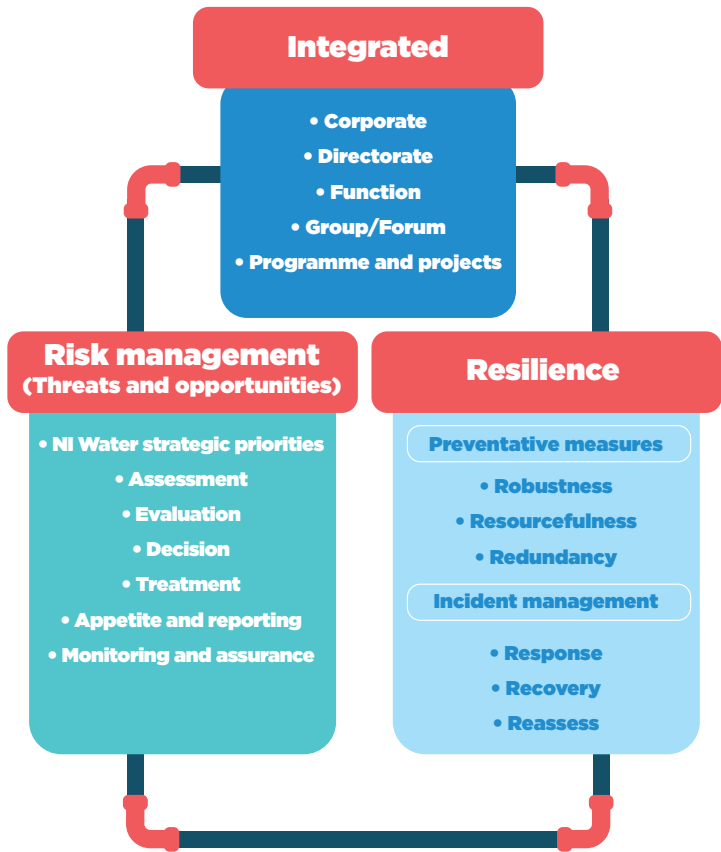 Integrated
• Corporate
• Directorate
• Function
• Group/Forum
• Programme and projects
Risk management
(Threats and opportunities)
• NI Water strategic priorities
• Assessment
• Evaluation
• Decision
• Treatment
• Appetite and reporting
• Monitoring and assurance
Resilience
Preventative measures
• Robustness
• Resourcefulness
• Redundancy
Incident management
• Response
• Recovery
• Reassess